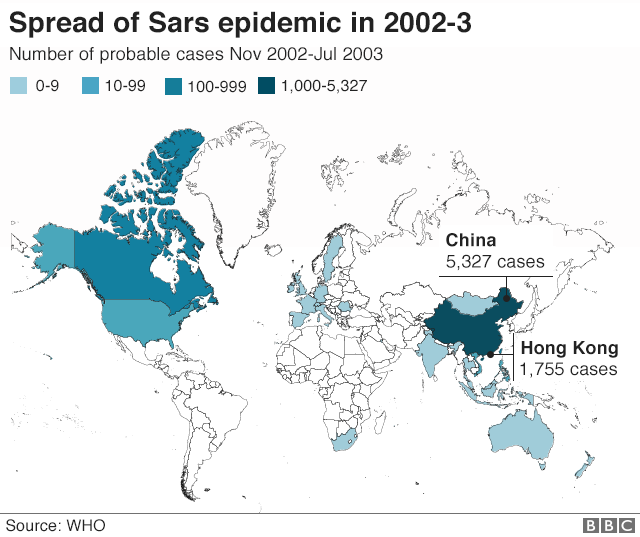 Spread of Sars epidemic in 2002-3
Number of probable cases Nov 2002-Jul 2003
0-9 10-99 100-999 1,000-5,327
China
5,327 cases
Hong Kong
1,755 cases
Source: WHO
BBC